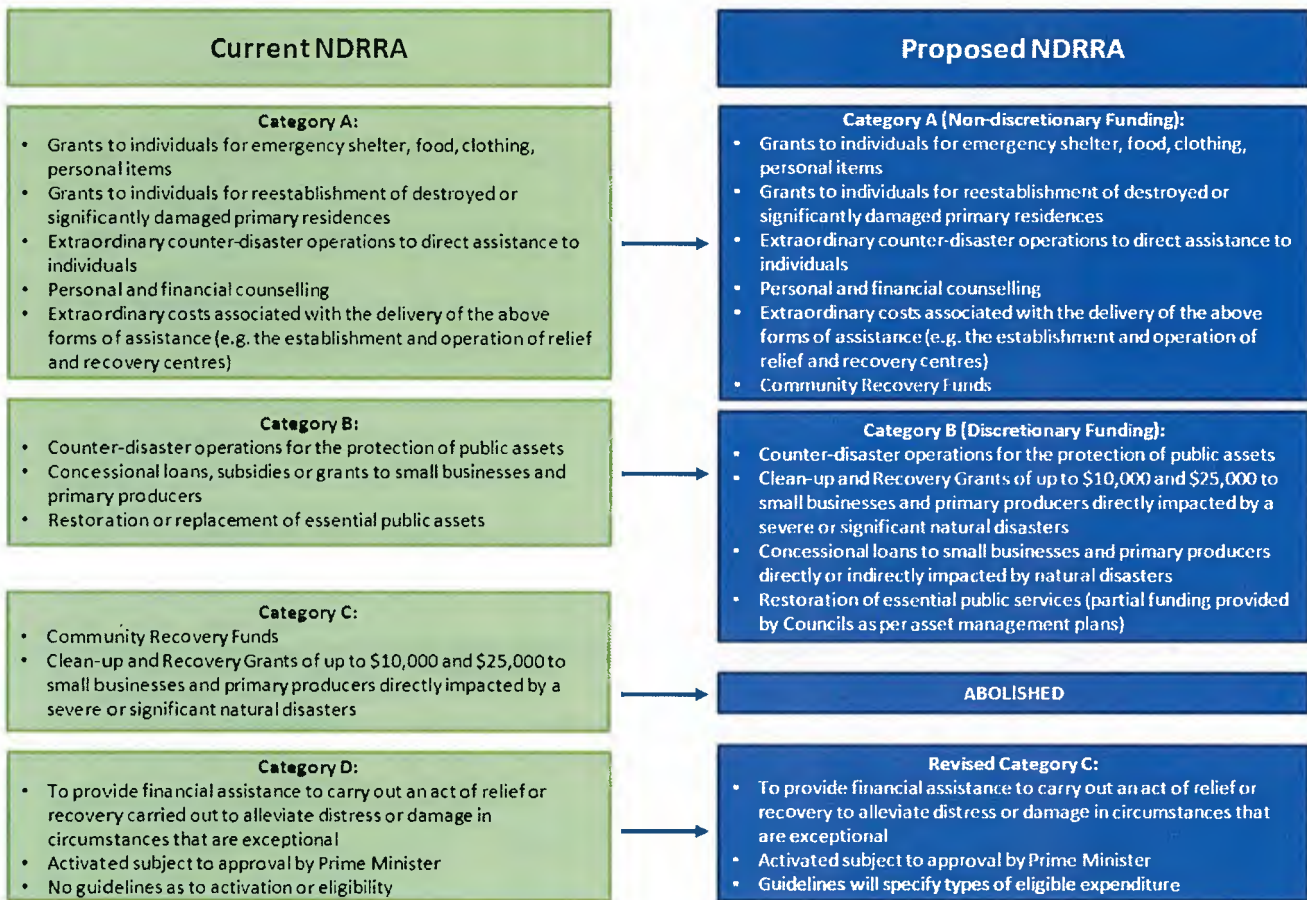 Current NDRRA
Category A:
• Grants to individuals for emergency shelter, food, clothing,
personal items
• Grants to individuals for reestablishment of destroyed or
significantly damaged primary residences
• Extraordinary counter-disaster operations to direct assistance to
individuals
• Personal and financial counselling
• Extraordinary costs associated with the delivery of the above
forms of assistance (e.g. the establishment and operation of relief
and recovery centres)
Category B:
• Counter-disaster operations for the protection of public assets
• Concessional loans, subsidies or grants to small businesses and
primary producers
• Restoration or replacement of essential public assets
Category C:
• Community Recovery Funds
• Clean-up and Recovery Grants of up to $10,000 and $25,000 to
small businesses and primary producers directly impacted by a
severe or significant natural disasters
Category D:
• To provide financial assistance to carry out an act of relief or
recovery carried out to alleviate distress or damage in
circumstances that are exceptional
• Activated subject to approval by Prime Minister
• No guidelines as to activation or eligibility
Proposed NDRRA
Category A (Non-discretionary Funding):
• Grants to individuals for emergency shelter, food, clothing,
personal items
• Grants to individuals for reestablishment of destroyed or
significantly damaged primary residences
• Extraordinary counter-disaster operations to direct assistance to
individuals
• Personal and financial counselling
• Extraordinary costs associated with the delivery of the above
forms of assistance (e.g. the establishment and operation of
relief and recovery centres)
• Community Recovery Funds
Category B (Discretionary Funding):
• Counter-disaster operations for the protection of public assets
• Clean-up and Recovery Grants of up to $10,000 and $25,000 to
small businesses and primary producers directly impacted by a
severe or significant natural disasters
• Concessional loans to small businesses and primary producers
directly or indirectly impacted by natural disasters
• Restoration of essential public services (partial funding provided
by Councils as per asset management plans)
ABOLISHED
Revised Category C:
• To provide financial assistance to carry out an act of relief or
recovery to alleviate distress or damage in circumstances that
are exceptional
• Activated subject to approval by Prime Minister
• Guidelines will specify types of eligible expenditure